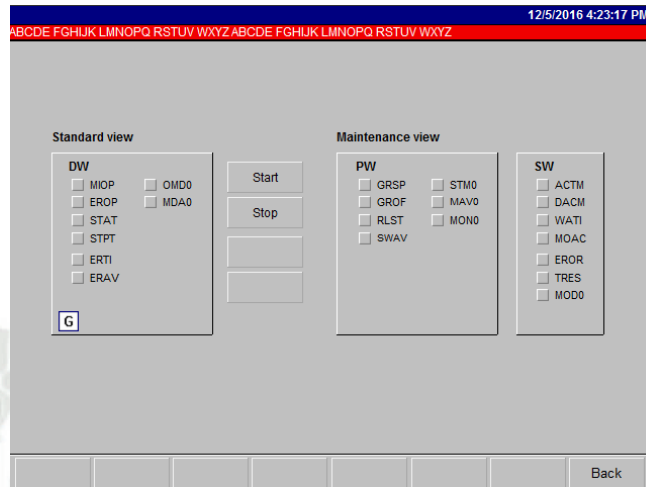 12/5/2016 4:23:17 PM
ABCDE FGHIJK LMNOPQ RSTUV WXYZ ABCDE FGHIJK LMNOPQ RSTUV WXYZ
Standard view
Maintenance view
DW
MIOP OMD0
EROP MDA0
STAT
STPT
ERTI
ERAV
G
Start
Stop
PW
GRSP STM0
GROF MAV0
RLST MON0
SWAV
SW
ACTM
DACM
WATI
MOAC
EROR
TRES
MOD0
Back